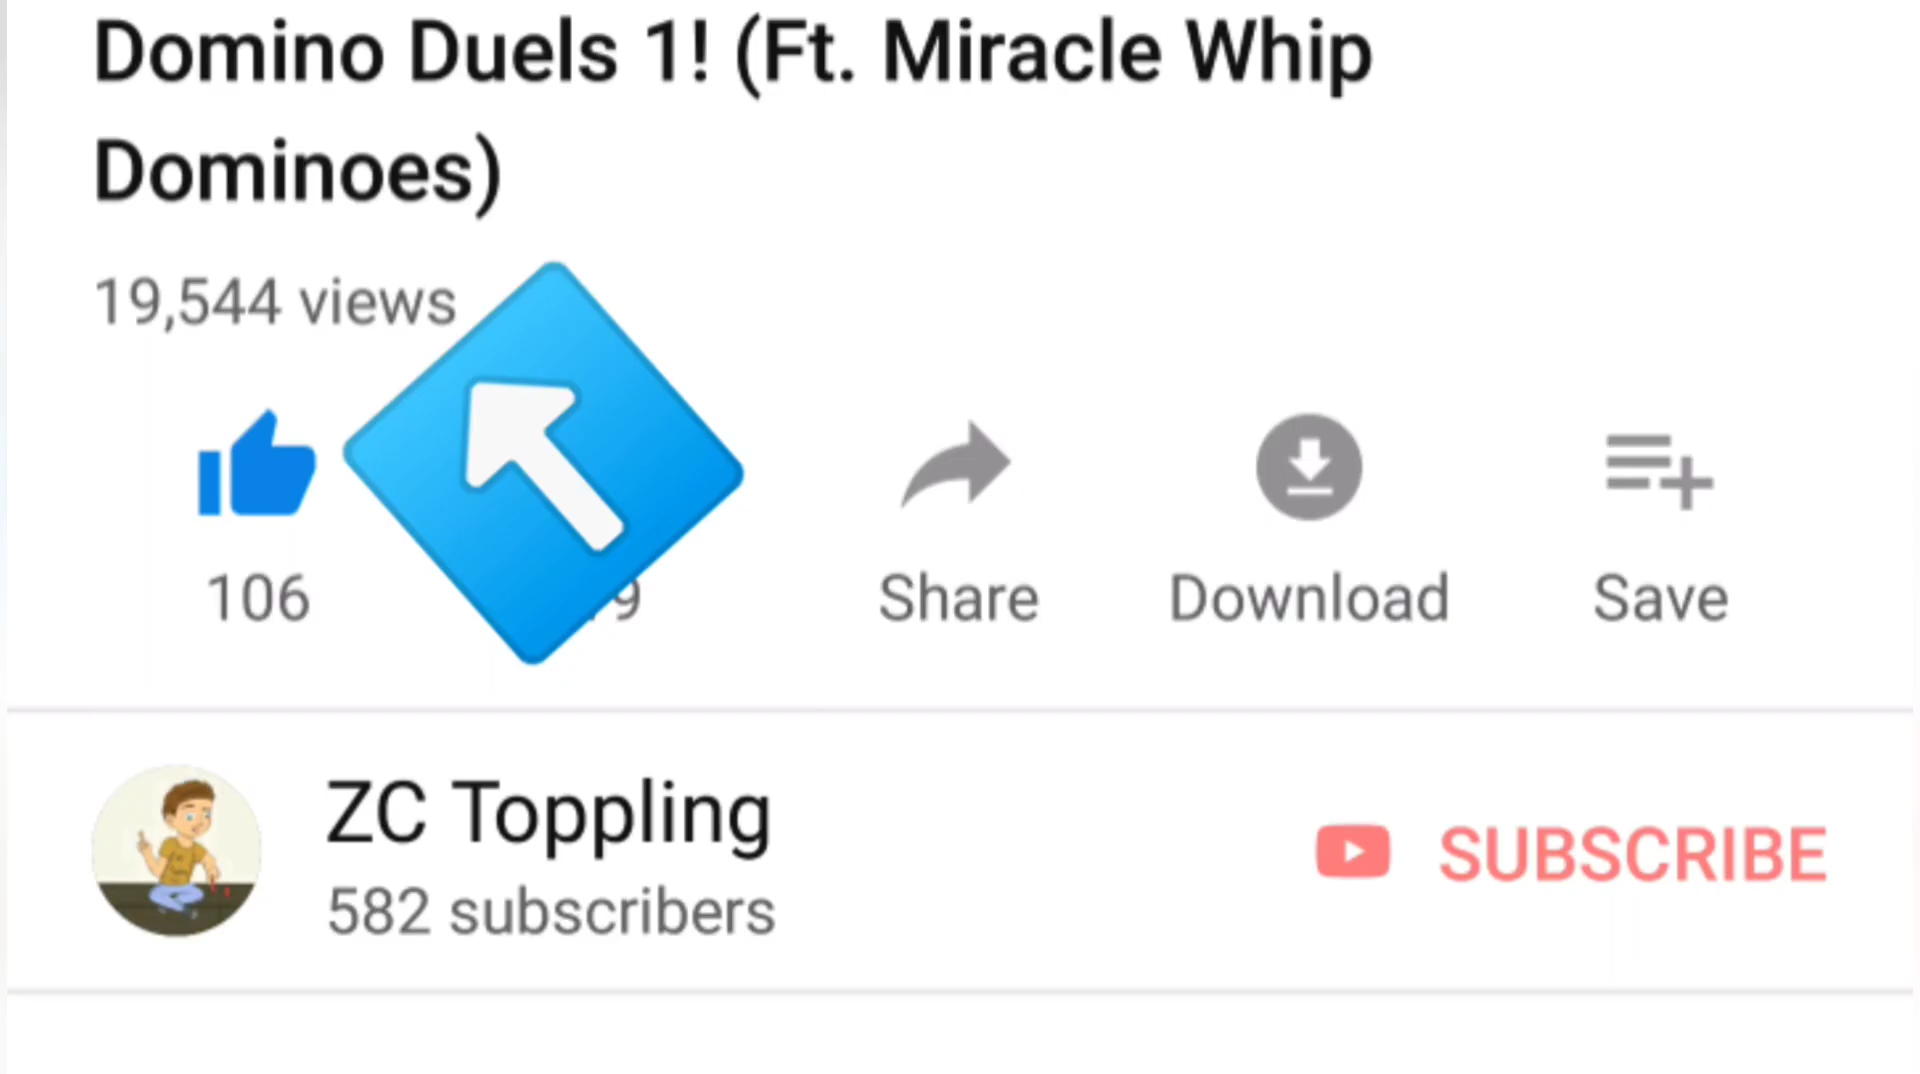 Domino Duels 1! (Ft. Miracle Whip
Dominoes)
19,544 views
106
Share
Download
Save
ZC Toppling
582 subscribers
SUBSCRIBE